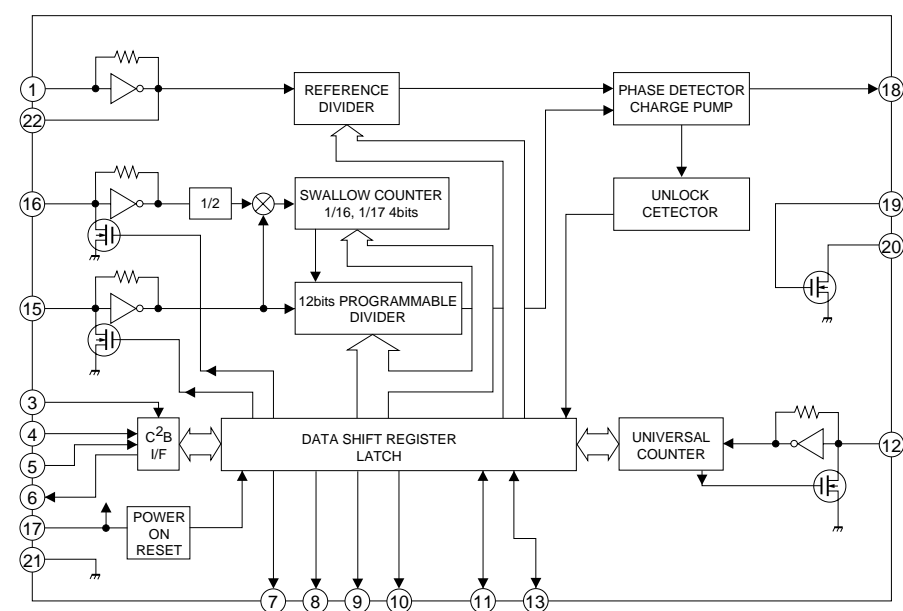 1
REFERENCE
DIVIDER
PHASE DETECTOR
CHARGE PUMP
18
22
16
1/2
SWALLOW COUNTER
1/16, 1/17 4bits
UNLOCK
CETECTOR
19
20
15
12bits PROGRAMMABLE
DIVIDER
3
4
5
6
C2B
I/F
DATA SHIFT REGISTER
LATCH
UNIVERSAL
COUNTER
12
17
POWER
ON
RESET
21
7
8
9
10
11
13